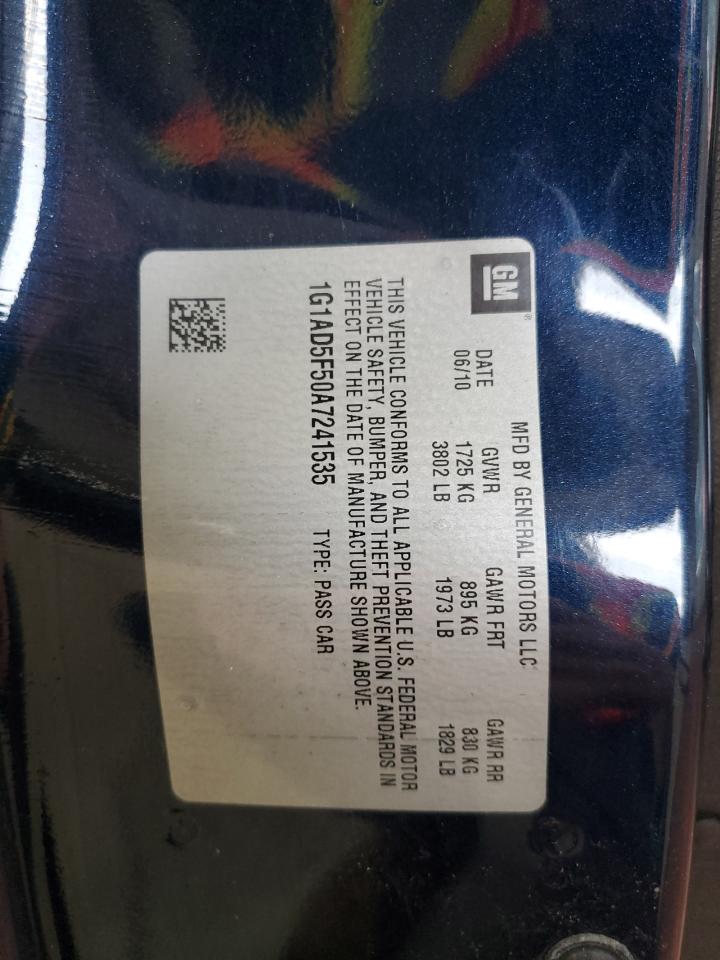 GM®
MFD BY GENERAL MOTORS LLC
DATE GVWR GAWR FRT GAWR RR
06/10 1725 KG 895 KG 830 KG
3802 LB 1973 LB 1829 LB
THIS VEHICLE CONFORMS TO ALL APPLICABLE U.S. FEDERAL MOTOR
VEHICLE SAFETY, BUMPER, AND THEFT PREVENTION STANDARDS IN
EFFECT ON THE DATE OF MANUFACTURE SHOWN ABOVE.
1G1AD5F50A7241535 TYPE: PASS CAR